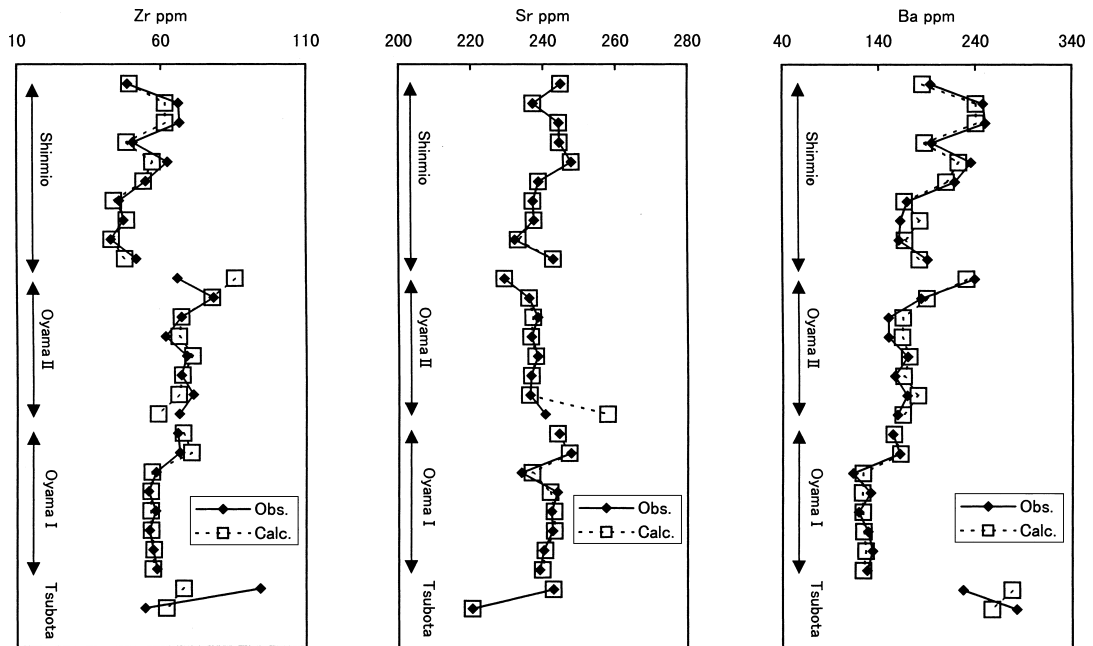 Zr ppm
10 60 110
Shinmio
Oyama II
Oyama I
Tsubota
Obs.
Calc.
Sr ppm
200 220 240 260 280
Shinmio
Oyama II
Oyama I
Tsubota
Obs.
Calc.
Ba ppm
40 140 240 340
Shinmio
Oyama II
Oyama I
Tsubota
Obs.
Calc.